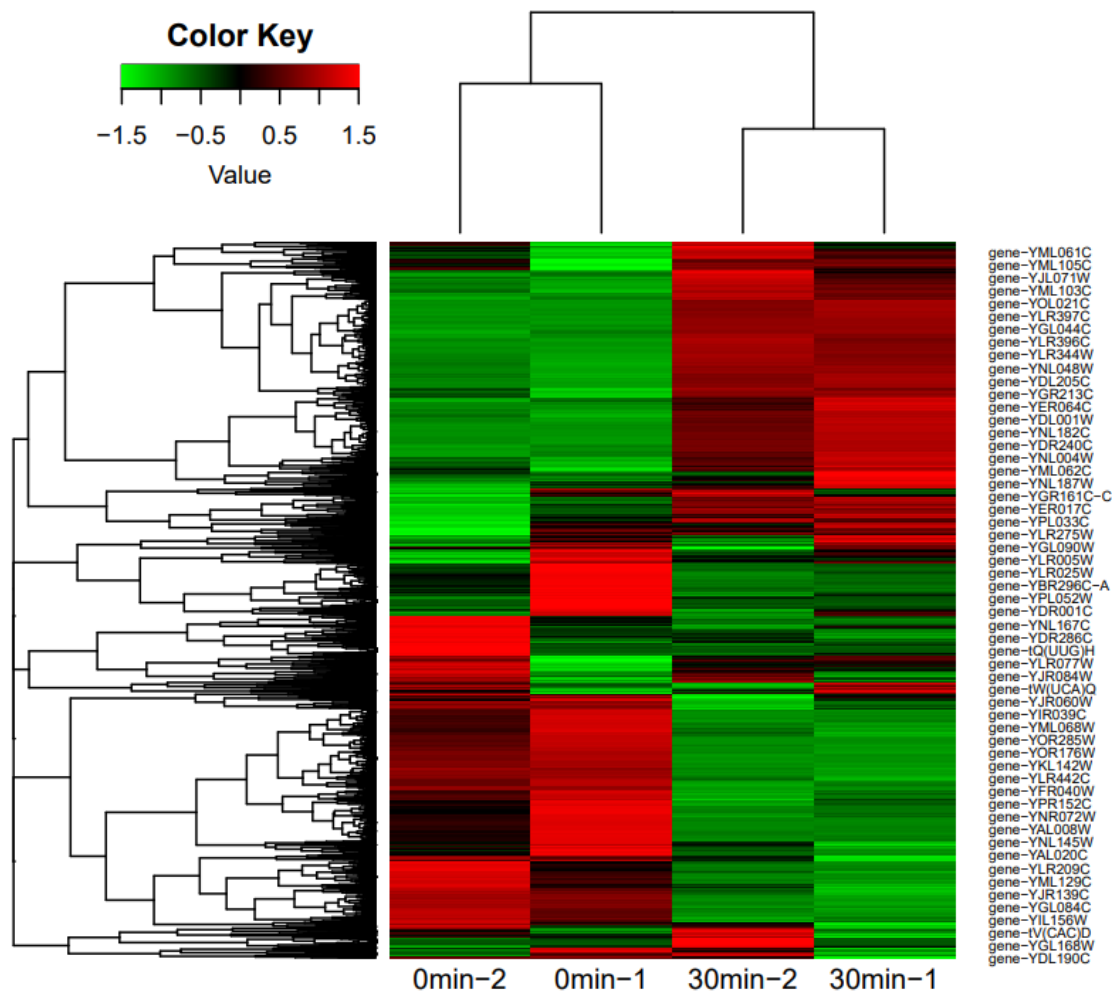 Color Key
−1.5 −0.5 0.5 1.5
Value
gene−YML061C
gene−YML105C
gene−YJL071W
gene−YML103C
gene−YOL021C
gene−YLR397C
gene−YGL044C
gene−YLR396C
gene−YLR344W
gene−YNL048W
gene−YDL205C
gene−YGR213C
gene−YER064C
gene−YDL001W
gene−YNL182C
gene−YDR240C
gene−YNL004W
gene−YML062C
gene−YNL187W
gene−YGR161C−C
gene−YER017C
gene−YPL033C
gene−YLR275W
gene−YGL090W
gene−YLR005W
gene−YLR025W
gene−YBR296C−A
gene−YPL052W
gene−YDR001C
gene−YNL167C
gene−YDR286C
gene−tQ(UUG)H
gene−YLR077W
gene−YJR084W
gene−tW(UCA)Q
gene−YJR060W
gene−YIR039C
gene−YML068W
gene−YOR285W
gene−YOR176W
gene−YKL142W
gene−YLR442C
gene−YFR040W
gene−YPR152C
gene−YNR072W
gene−YAL008W
gene−YNL145W
gene−YAL020C
gene−YLR209C
gene−YML129C
gene−YJR139C
gene−YGL084C
gene−YIL156W
gene−tV(CAC)D
gene−YGL168W
gene−YDL190C
0min−2 0min−1 30min−2 30min−1